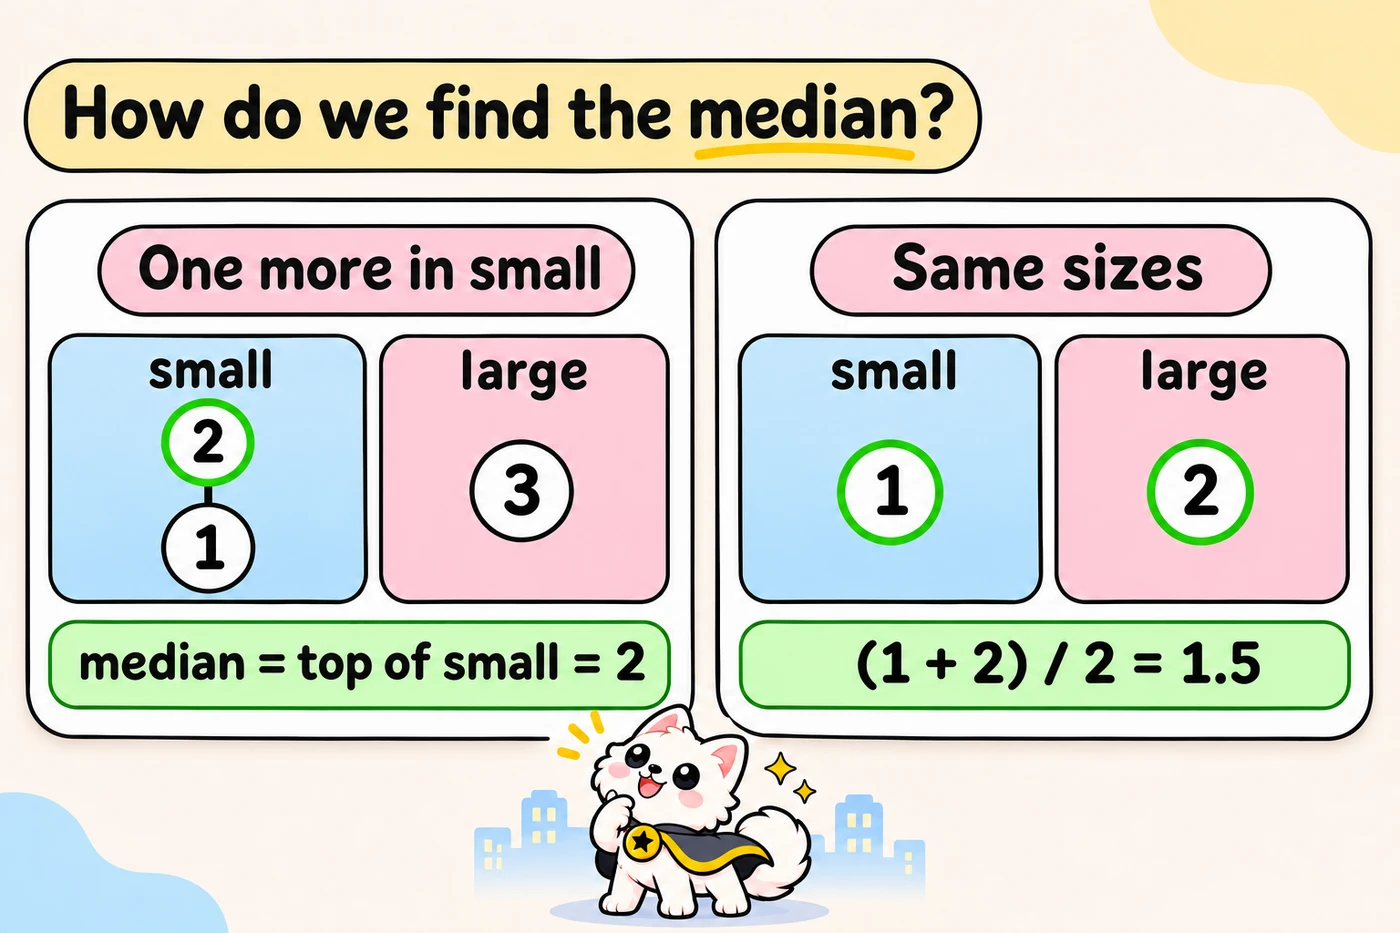 How do we find the median?
One more in small
small
large
2
1
3
median = top of small = 2
Same sizes
small
large
1
2
(1 + 2) / 2 = 1.5